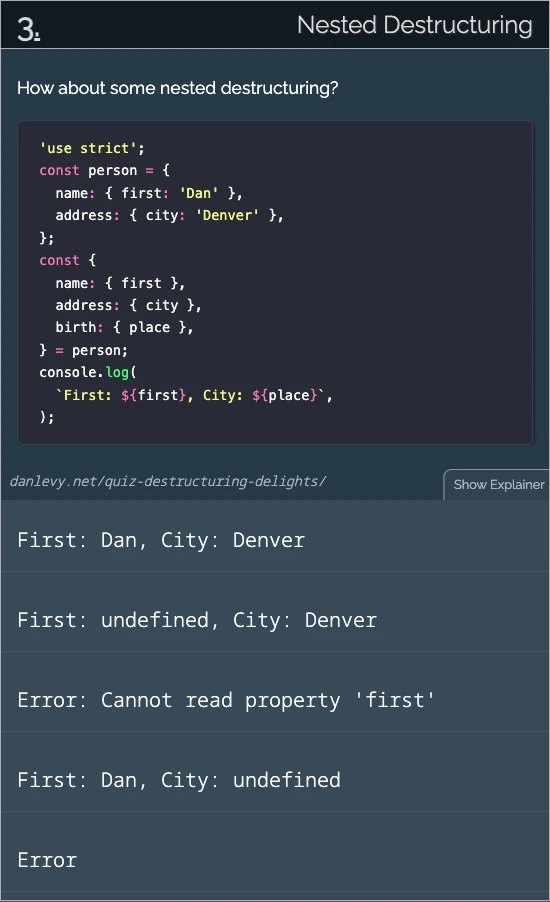 3.
Nested Destructuring
How about some nested destructuring?
'use strict';
const person = {
  name: { first: 'Dan' },
  address: { city: 'Denver' },
};
const {
  name: { first },
  address: { city },
  birth: { place },
} = person;
console.log(
  `First: ${first}, City: ${place}`,
);
danlevy.net/quiz-destructuring-delights/
Show Explainer
First: Dan, City: Denver
First: undefined, City: Denver
Error: Cannot read property 'first'
First: Dan, City: undefined
Error